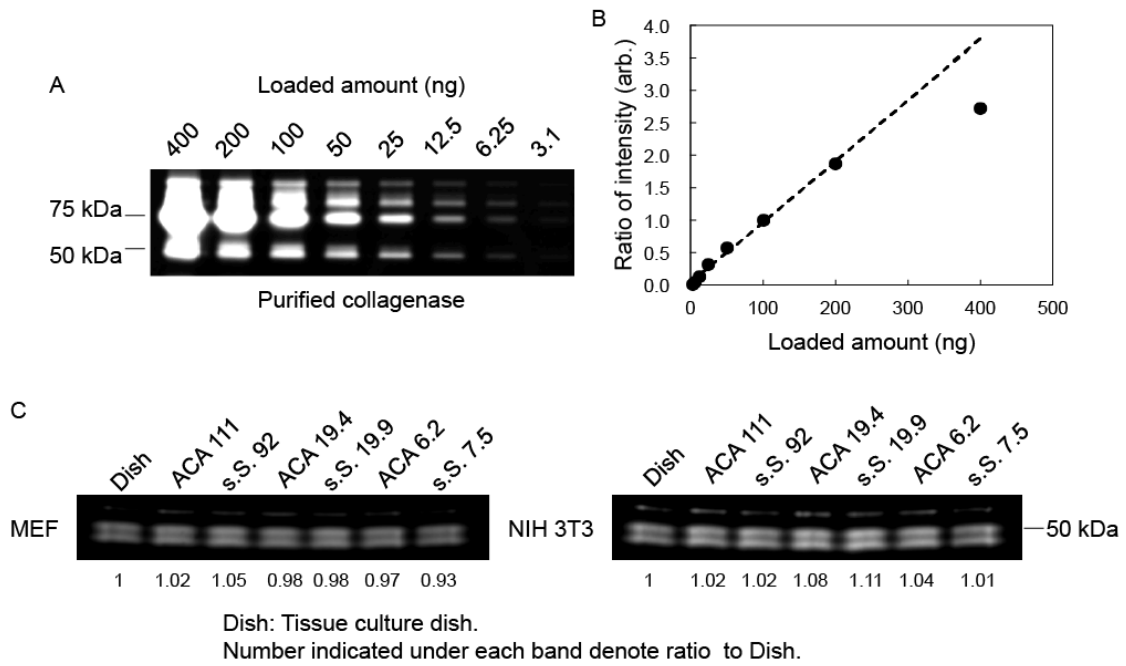 A
Loaded amount (ng)
400 200 100 50 25 12.5 6.25 3.1
75 kDa
50 kDa
Purified collagenase
B
Ratio of intensity (arb.)
4.0
3.5
3.0
2.5
2.0
1.5
1.0
0.5
0.0
0 100 200 300 400 500
Loaded amount (ng)
C
Dish ACA 111 s.S. 92 ACA 19.4 s.S. 19.9 ACA 6.2 s.S. 7.5
MEF
1 1.02 1.05 0.98 0.98 0.97 0.93
Dish ACA 111 s.S. 92 ACA 19.4 s.S. 19.9 ACA 6.2 s.S. 7.5
NIH 3T3
50 kDa
1 1.02 1.02 1.08 1.11 1.04 1.01
Dish: Tissue culture dish.
Number indicated under each band denote ratio to Dish.